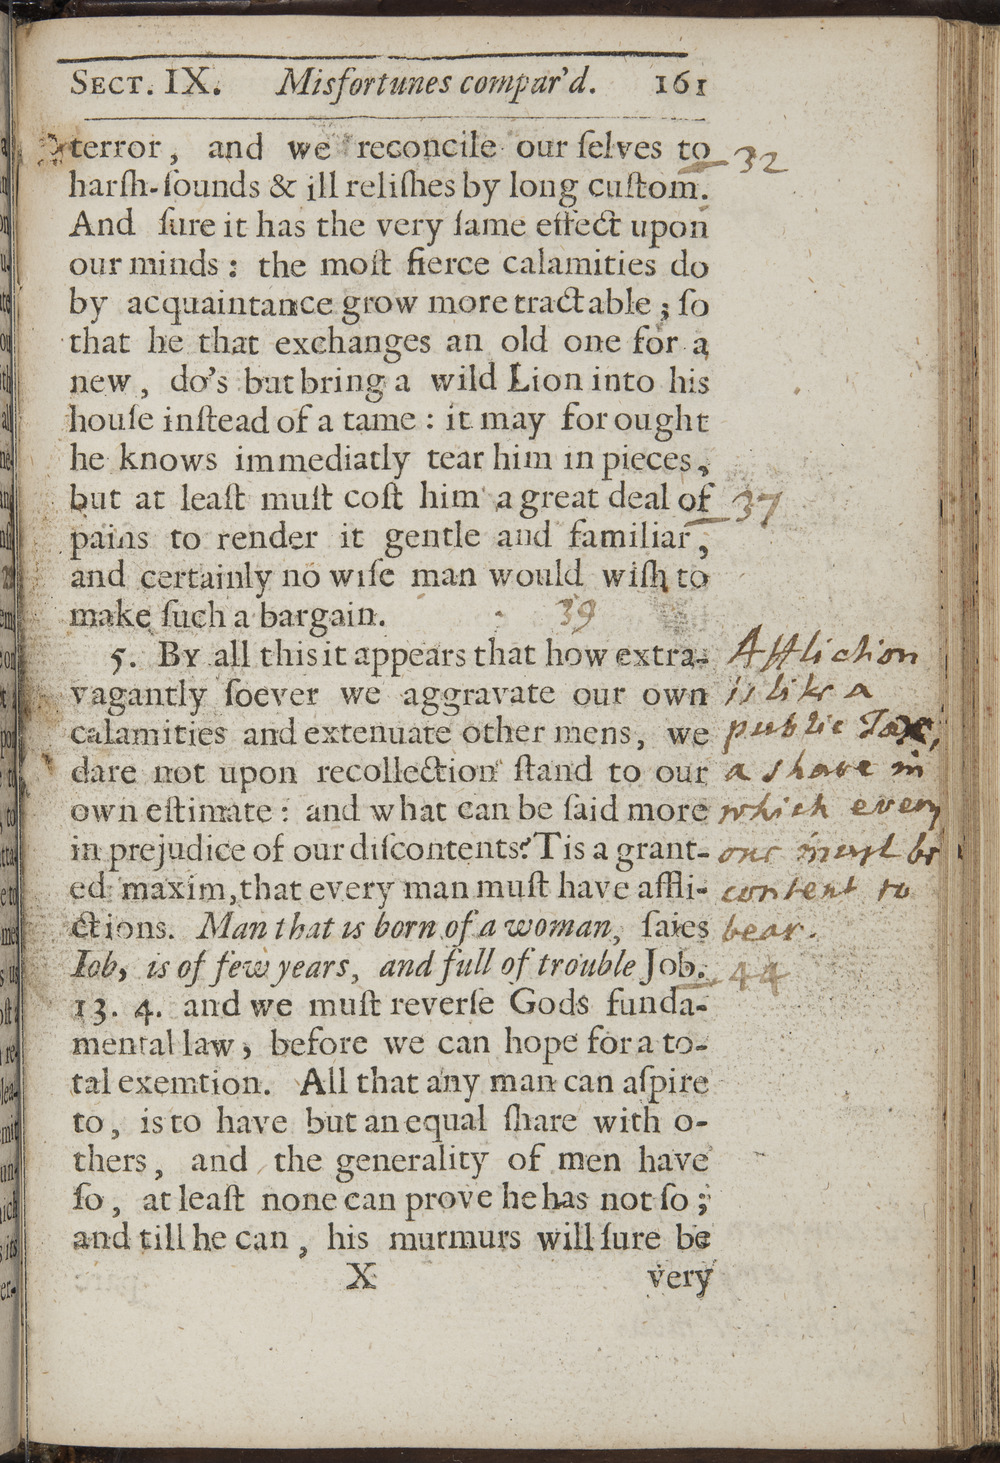 SECT. IX. Misfortunes compar'd. 161
terror, and we reconcile our ſelves to
32
harſh-ſounds & ill reliſhes by long cuſtom.
And ſure it has the very ſame effect upon
our minds: the moſt fierce calamities do
by acquaintance grow more tractable; ſo
that he that exchanges an old one for a
new, do's but bring a wild Lion into his
houſe inſtead of a tame: it may for ought
he knows immediatly tear him in pieces,
but at leaſt muſt coſt him a great deal of
37
pains to render it gentle and familiar,
and certainly no wiſe man would wiſh to
make ſuch a bargain.
39
5. By all this it appears that how extra-
vagantly ſoever we aggravate our own
calamities and extenuate other mens, we
dare not upon recollection ſtand to our
own eſtimate: and what can be ſaid more
in prejudice of our diſcontents? Tis a grant-
ed maxim, that every man muſt have affli-
ctions. Man that is born of a woman, ſaies
Iob, is of few years, and full of trouble Job.
13. 4. and we muſt reverſe Gods funda-
mental law, before we can hope for a to-
tal exemtion. All that any man can aſpire
to, is to have but an equal ſhare with o-
thers, and the generality of men have
ſo, at leaſt none can prove he has not ſo;
and till he can, his murmurs will ſure be
X very
Affliction
is like a
public Tax,
a share in
which every
one must be
content to
bear.
44